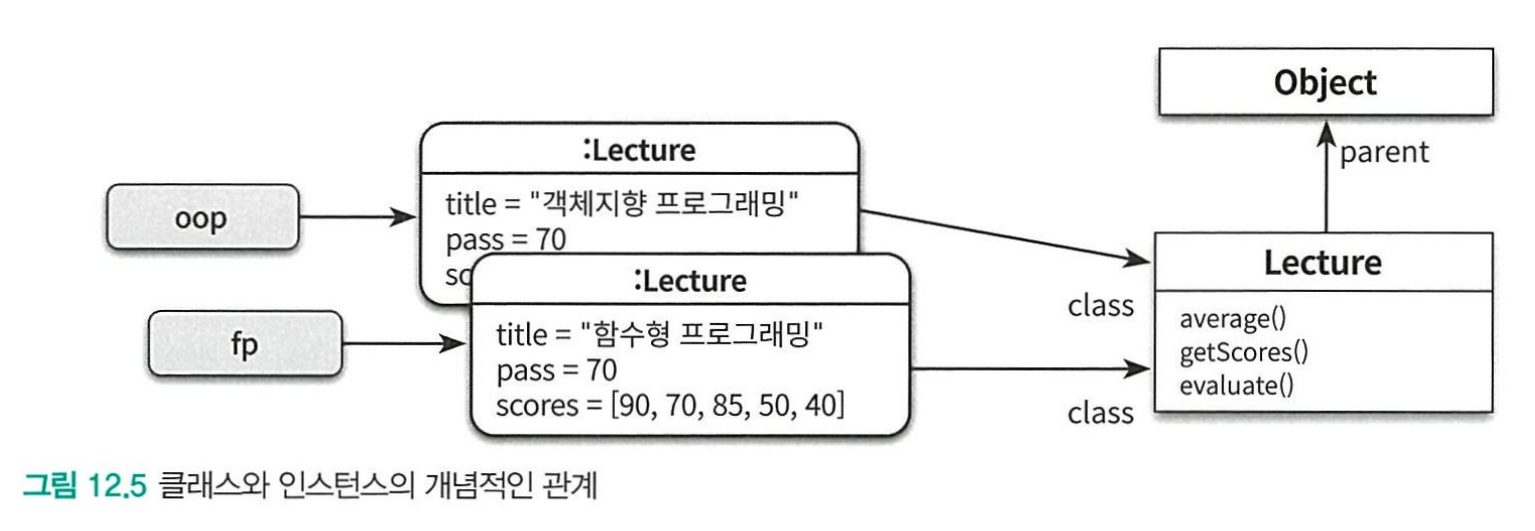 Object
parent
:Lecture
title = "객체지향 프로그래밍"
pass = 70
sc
oop
:Lecture
title = "함수형 프로그래밍"
pass = 70
scores = [90, 70, 85, 50, 40]
fp
class
class
Lecture
average()
getScores()
evaluate()
그림 12.5 클래스와 인스턴스의 개념적인 관계